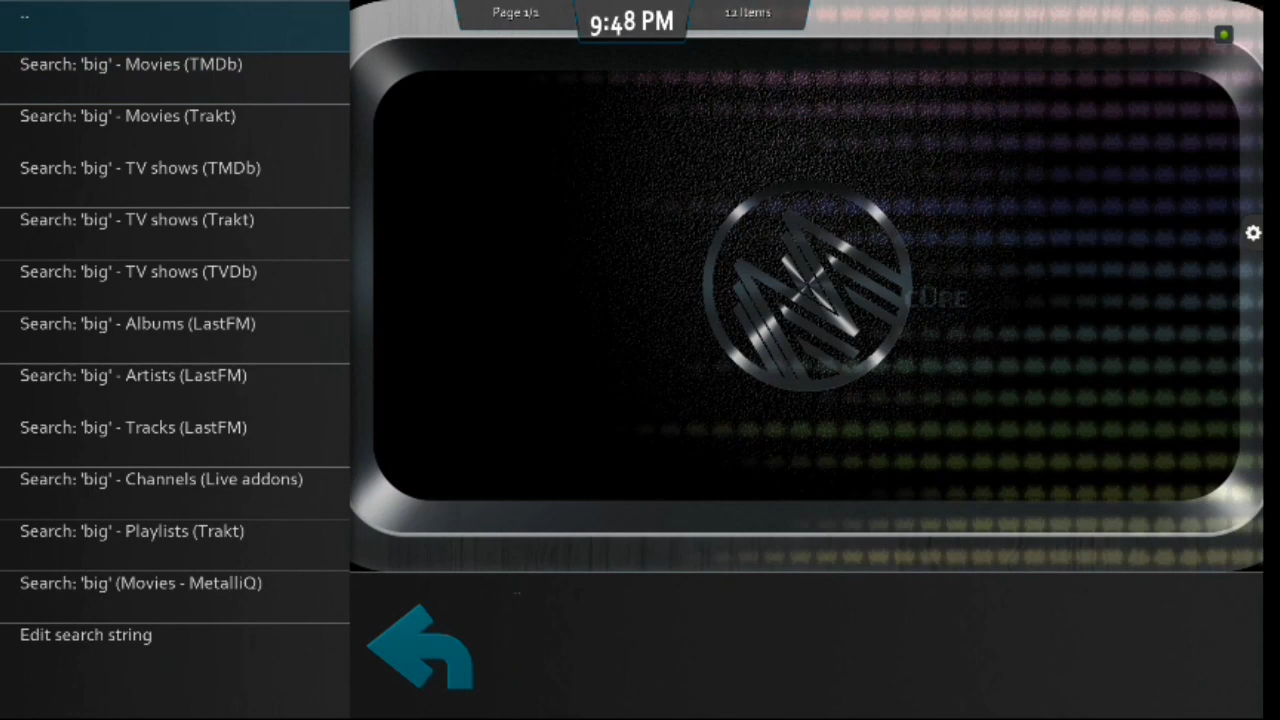 ..
Page 1/1
9:48 PM
12 Items
Search: 'big' - Movies (TMDb)
Search: 'big' - Movies (Trakt)
Search: 'big' - TV shows (TMDb)
Search: 'big' - TV shows (Trakt)
Search: 'big' - TV shows (TVDb)
Search: 'big' - Albums (LastFM)
Search: 'big' - Artists (LastFM)
Search: 'big' - Tracks (LastFM)
Search: 'big' - Channels (Live addons)
Search: 'big' - Playlists (Trakt)
Search: 'big' (Movies - MetalliQ)
Edit search string
..